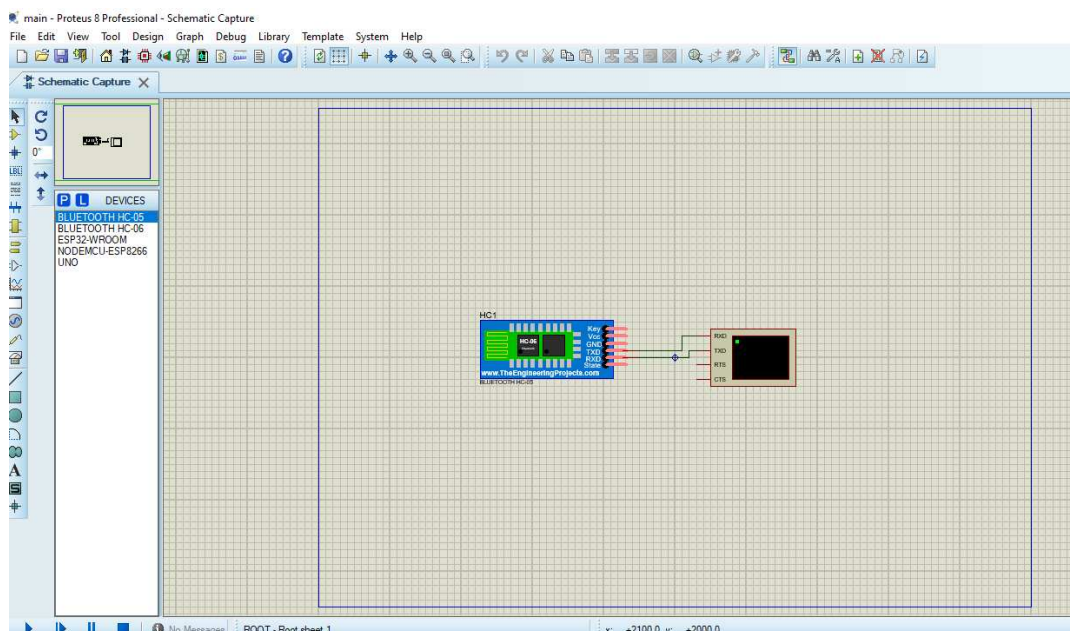 main - Proteus 8 Professional - Schematic Capture
File Edit View Tool Design Graph Debug Library Template System Help
Schematic Capture
0°
LBL
P L DEVICES
BLUETOOTH HC-05
BLUETOOTH HC-06
ESP32-WROOM
NODEMCU-ESP8266
UNO
A
S
HC1
HC-05
Key
Vcc
GND
TXD
RXD
State
www.TheEngineeringProjects.com
BLUETOOTH HC-05
RXD
TXD
RTS
CTS
No Messages
ROOT - Root sheet 1
x: +2100.0 y: +2000.0